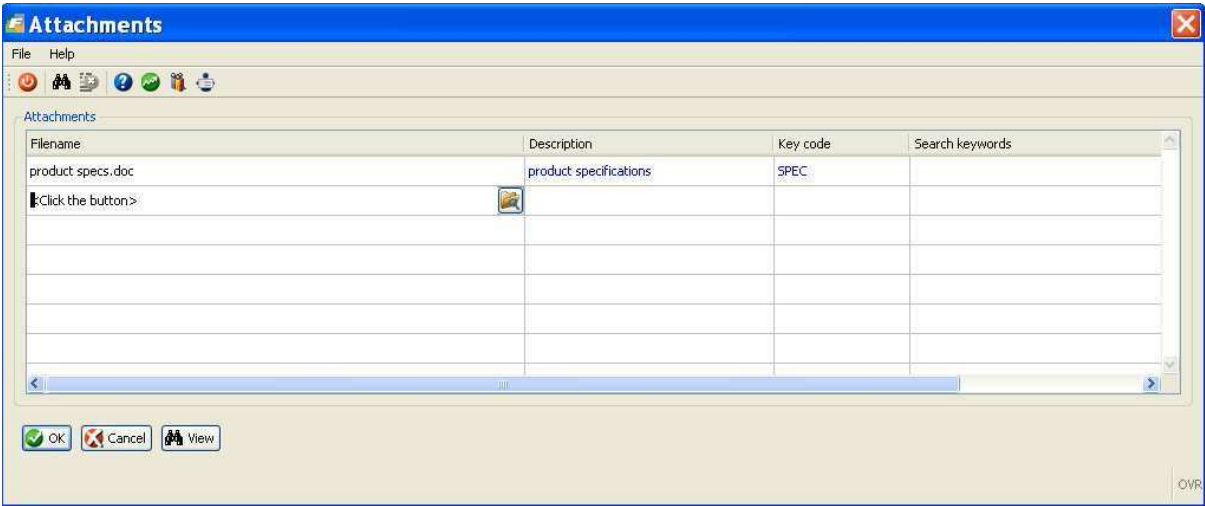 Attachments
File Help
Attachments
Filename Description Key code Search keywords
product specs.doc product specifications SPEC
<Click the button>
OK Cancel View
OVR